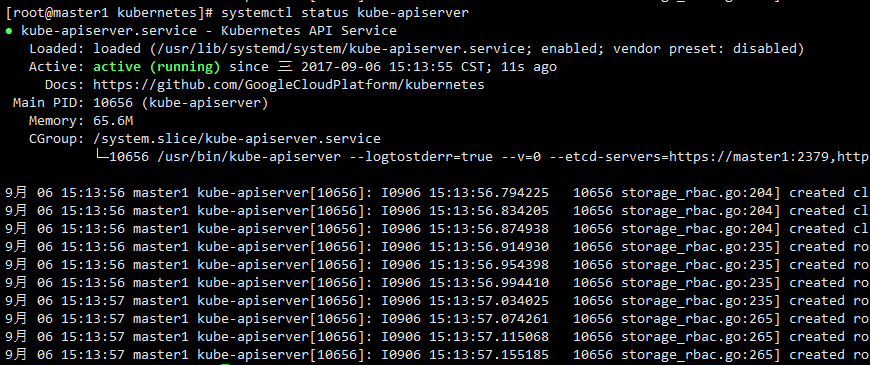 [root@master1 kubernetes]# systemctl status kube-apiserver
● kube-apiserver.service - Kubernetes API Service
   Loaded: loaded (/usr/lib/systemd/system/kube-apiserver.service; enabled; vendor preset: disabled)
   Active: active (running) since 三 2017-09-06 15:13:55 CST; 11s ago
     Docs: https://github.com/GoogleCloudPlatform/kubernetes
 Main PID: 10656 (kube-apiserver)
   Memory: 65.6M
   CGroup: /system.slice/kube-apiserver.service
           └─10656 /usr/bin/kube-apiserver --logtostderr=true --v=0 --etcd-servers=https://master1:2379,http
9月 06 15:13:56 master1 kube-apiserver[10656]: I0906 15:13:56.794225   10656 storage_rbac.go:204] created cl
9月 06 15:13:56 master1 kube-apiserver[10656]: I0906 15:13:56.834205   10656 storage_rbac.go:204] created cl
9月 06 15:13:56 master1 kube-apiserver[10656]: I0906 15:13:56.874938   10656 storage_rbac.go:204] created cl
9月 06 15:13:56 master1 kube-apiserver[10656]: I0906 15:13:56.914930   10656 storage_rbac.go:235] created ro
9月 06 15:13:56 master1 kube-apiserver[10656]: I0906 15:13:56.954398   10656 storage_rbac.go:235] created ro
9月 06 15:13:56 master1 kube-apiserver[10656]: I0906 15:13:56.994410   10656 storage_rbac.go:235] created ro
9月 06 15:13:57 master1 kube-apiserver[10656]: I0906 15:13:57.034025   10656 storage_rbac.go:235] created ro
9月 06 15:13:57 master1 kube-apiserver[10656]: I0906 15:13:57.074261   10656 storage_rbac.go:265] created ro
9月 06 15:13:57 master1 kube-apiserver[10656]: I0906 15:13:57.115068   10656 storage_rbac.go:265] created ro
9月 06 15:13:57 master1 kube-apiserver[10656]: I0906 15:13:57.155185   10656 storage_rbac.go:265] created ro